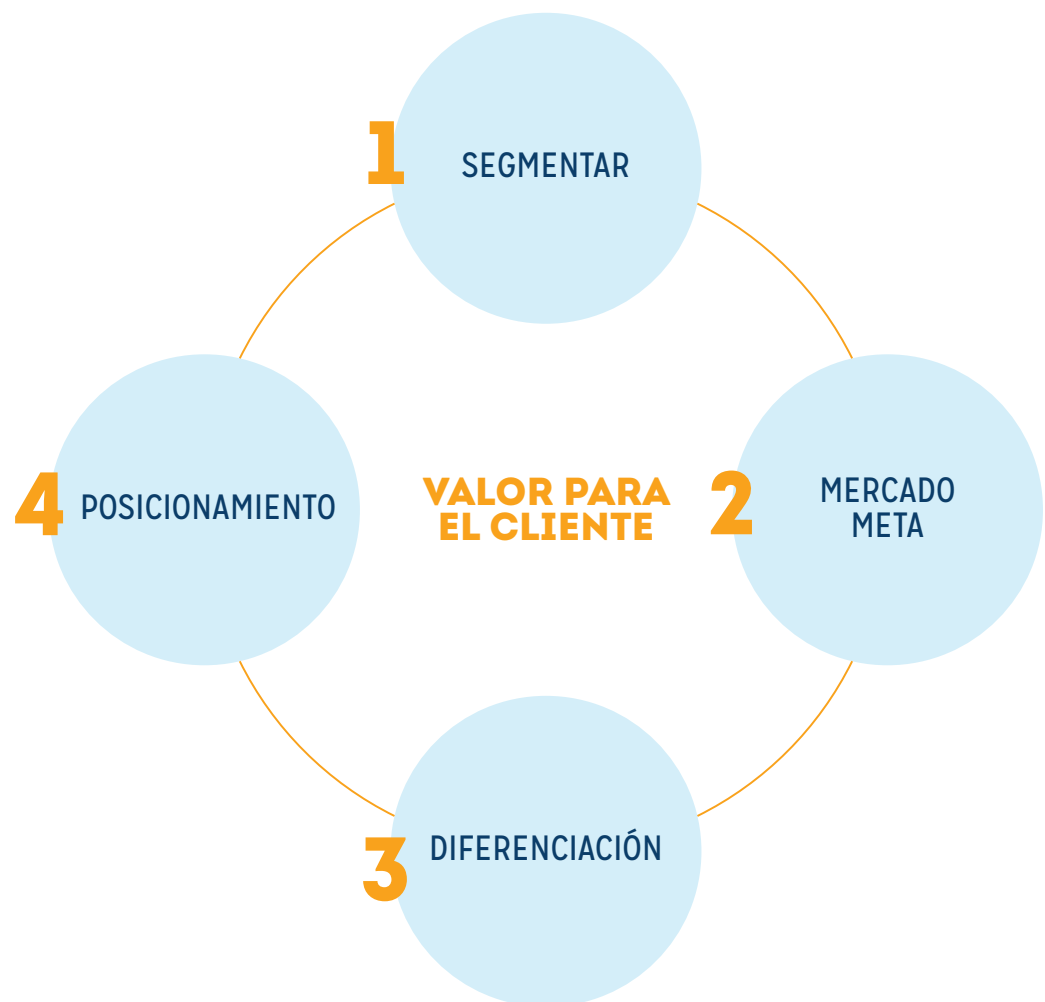 1
SEGMENTAR
2
MERCADO
META
3
DIFERENCIACIÓN
4
POSICIONAMIENTO
VALOR PARA
EL CLIENTE